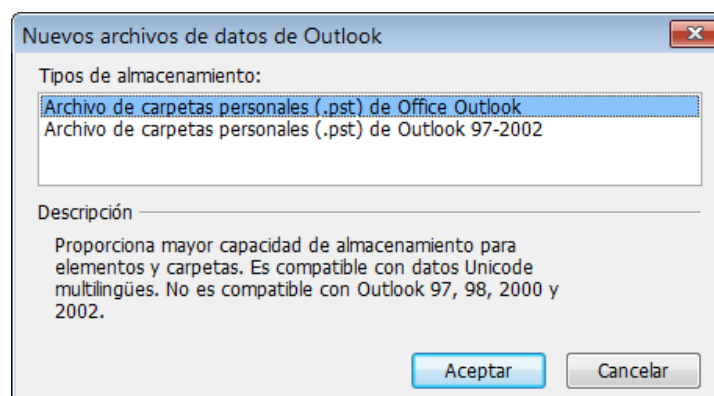 Nuevos archivos de datos de Outlook
Tipos de almacenamiento:
Archivo de carpetas personales (.pst) de Office Outlook
Archivo de carpetas personales (.pst) de Outlook 97-2002
Descripción
Proporciona mayor capacidad de almacenamiento para
elementos y carpetas. Es compatible con datos Unicode
multilingües. No es compatible con Outlook 97, 98, 2000 y
2002.
Aceptar
Cancelar